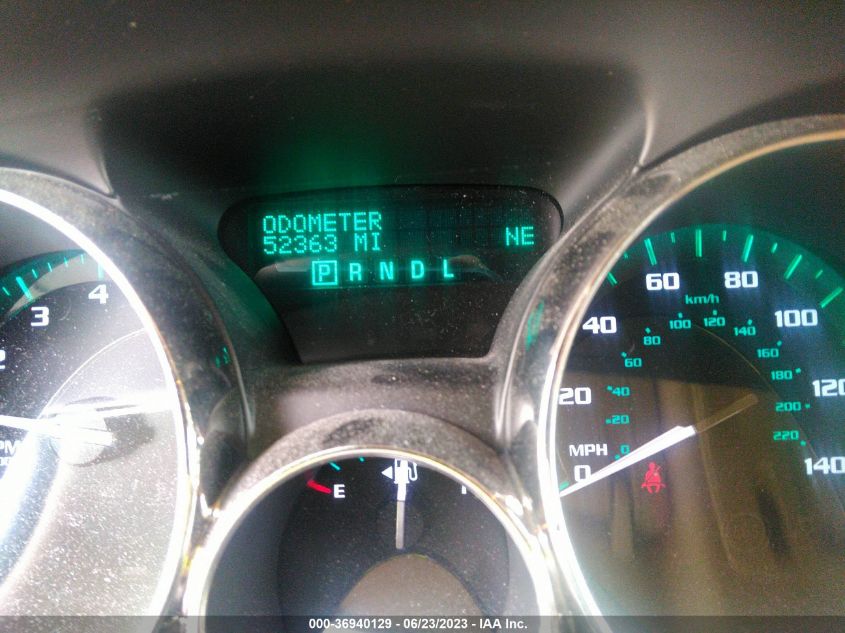 ODOMETER
52363 MI
NE
P R N D L
2 3 4
20 40 60 80 100 120 140
km/h
0 20 40 60 80 100 120 140 160 180 200 220
MPH
0
E
000-36940129 - 06/23/2023 - IAA Inc.